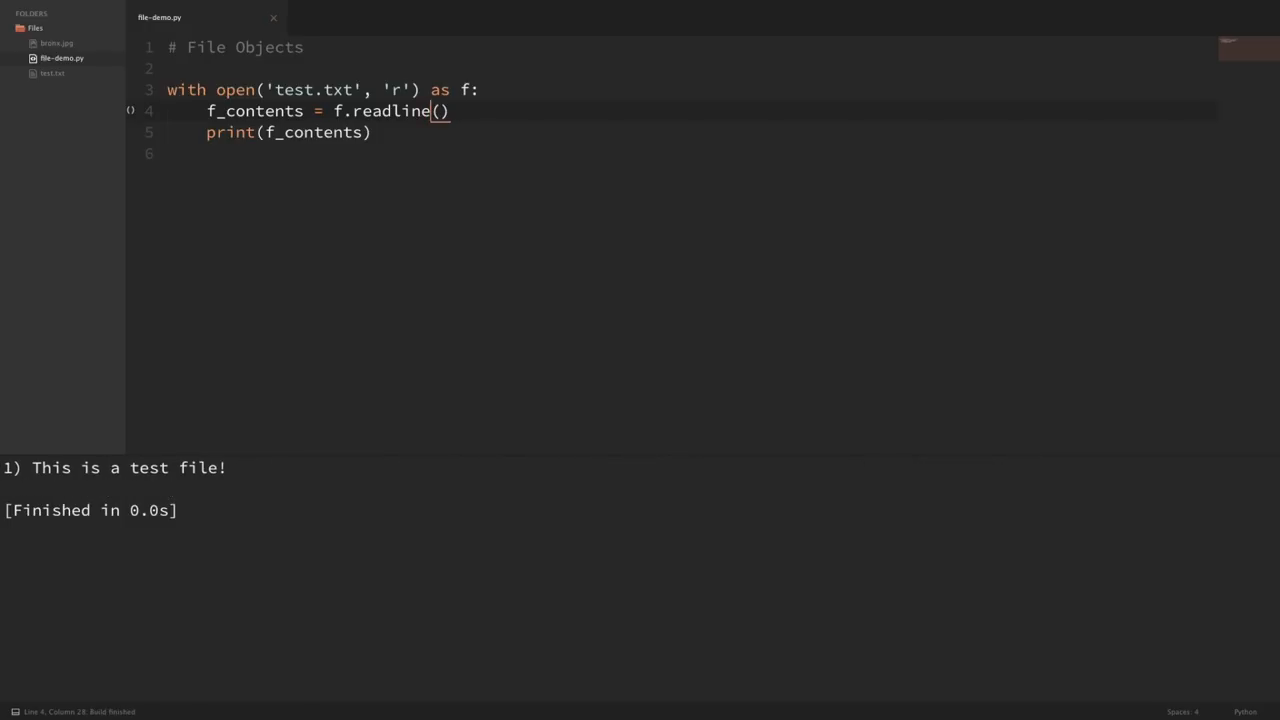 FOLDERS
Files
bronx.jpg
file-demo.py
test.txt
file-demo.py ×
1 # File Objects
2
3 with open('test.txt', 'r') as f:
() 4 f_contents = f.readline()
5 print(f_contents)
6
1) This is a test file!
[Finished in 0.0s]
Line 4, Column 28; Build finished
Spaces: 4
Python